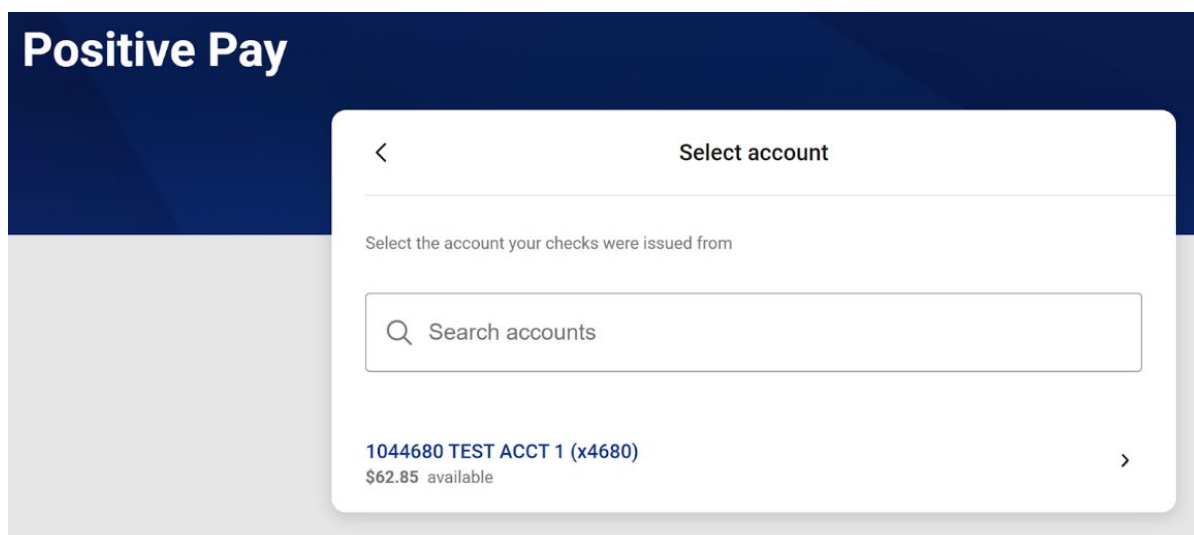 Positive Pay
Select account
Select the account your checks were issued from
Search accounts
1044680 TEST ACCT 1 (x4680)
$62.85 available